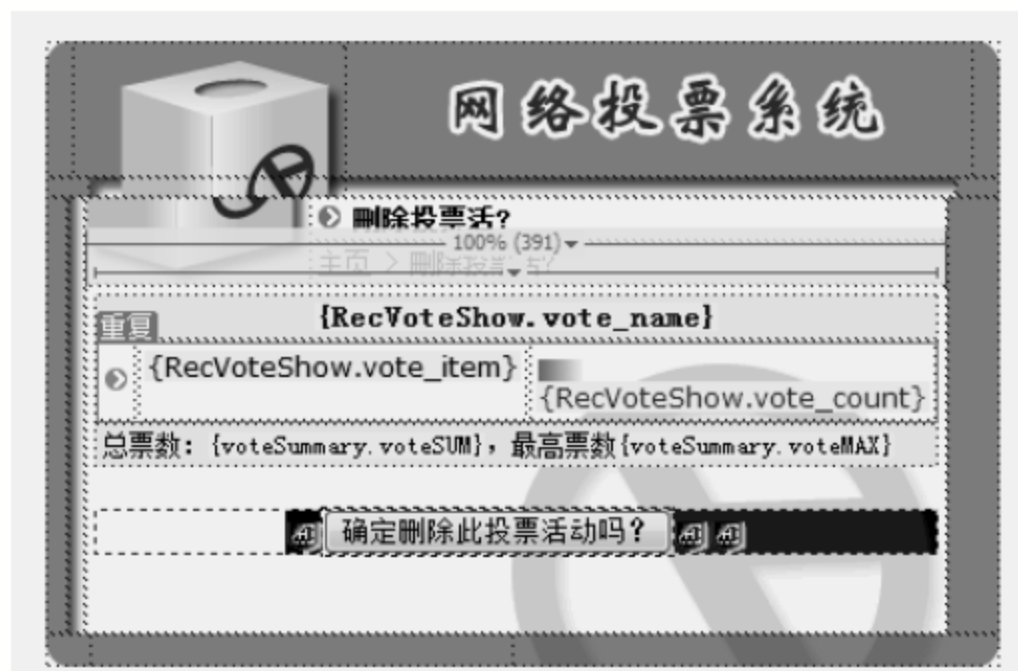 网络投票系统
删除投票活?
100% (391)
主页 > 删除投票活?
重复
{RecVoteShow.vote_name}
{RecVoteShow.vote_item}
{RecVoteShow.vote_count}
总票数：{voteSummary.voteSUM}，最高票数{voteSummary.voteMAX}
确定删除此投票活动吗？